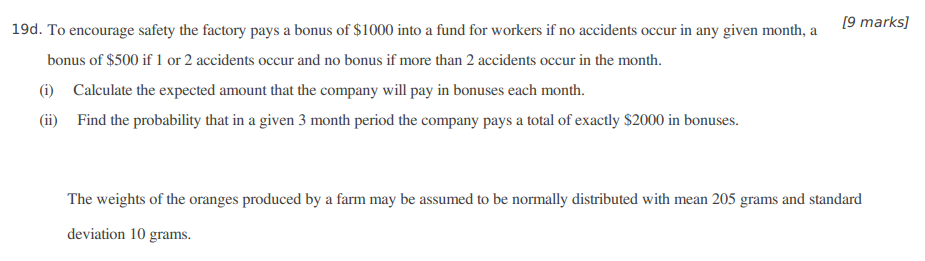 19d. To encourage safety the factory pays a bonus of $1000 into a fund for workers if no accidents occur in any given month, a [9 marks]
bonus of $500 if 1 or 2 accidents occur and no bonus if more than 2 accidents occur in the month.
(i) Calculate the expected amount that the company will pay in bonuses each month.
(ii) Find the probability that in a given 3 month period the company pays a total of exactly $2000 in bonuses.
The weights of the oranges produced by a farm may be assumed to be normally distributed with mean 205 grams and standard
deviation 10 grams.